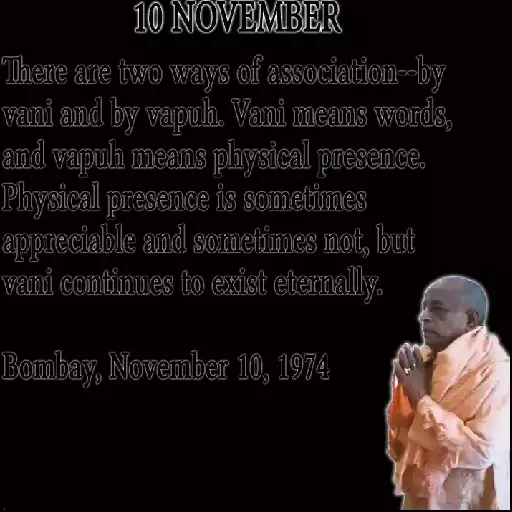 10 NOVEMBER
There are two ways of association--by
vani and by vapuh. Vani means words,
and vapuh means physical presence.
Physical presence is sometimes
appreciable and sometimes not, but
vani continues to exist eternally.
Bombay, November 10, 1974